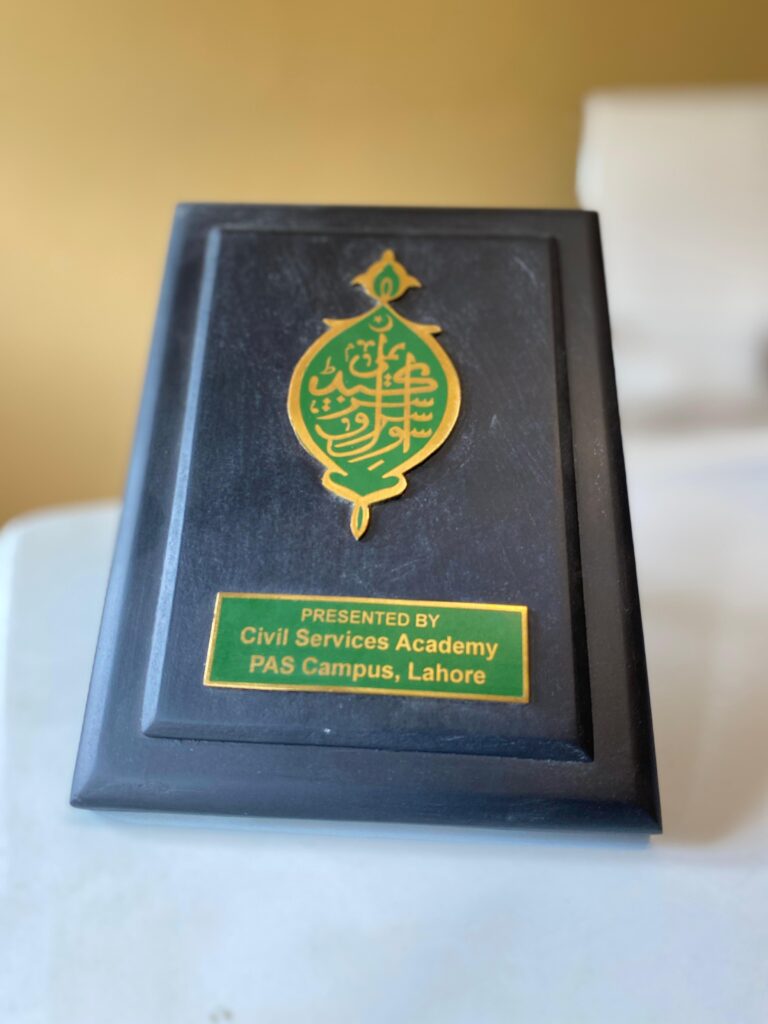 PRESENTED BY
Civil Services Academy
PAS Campus, Lahore